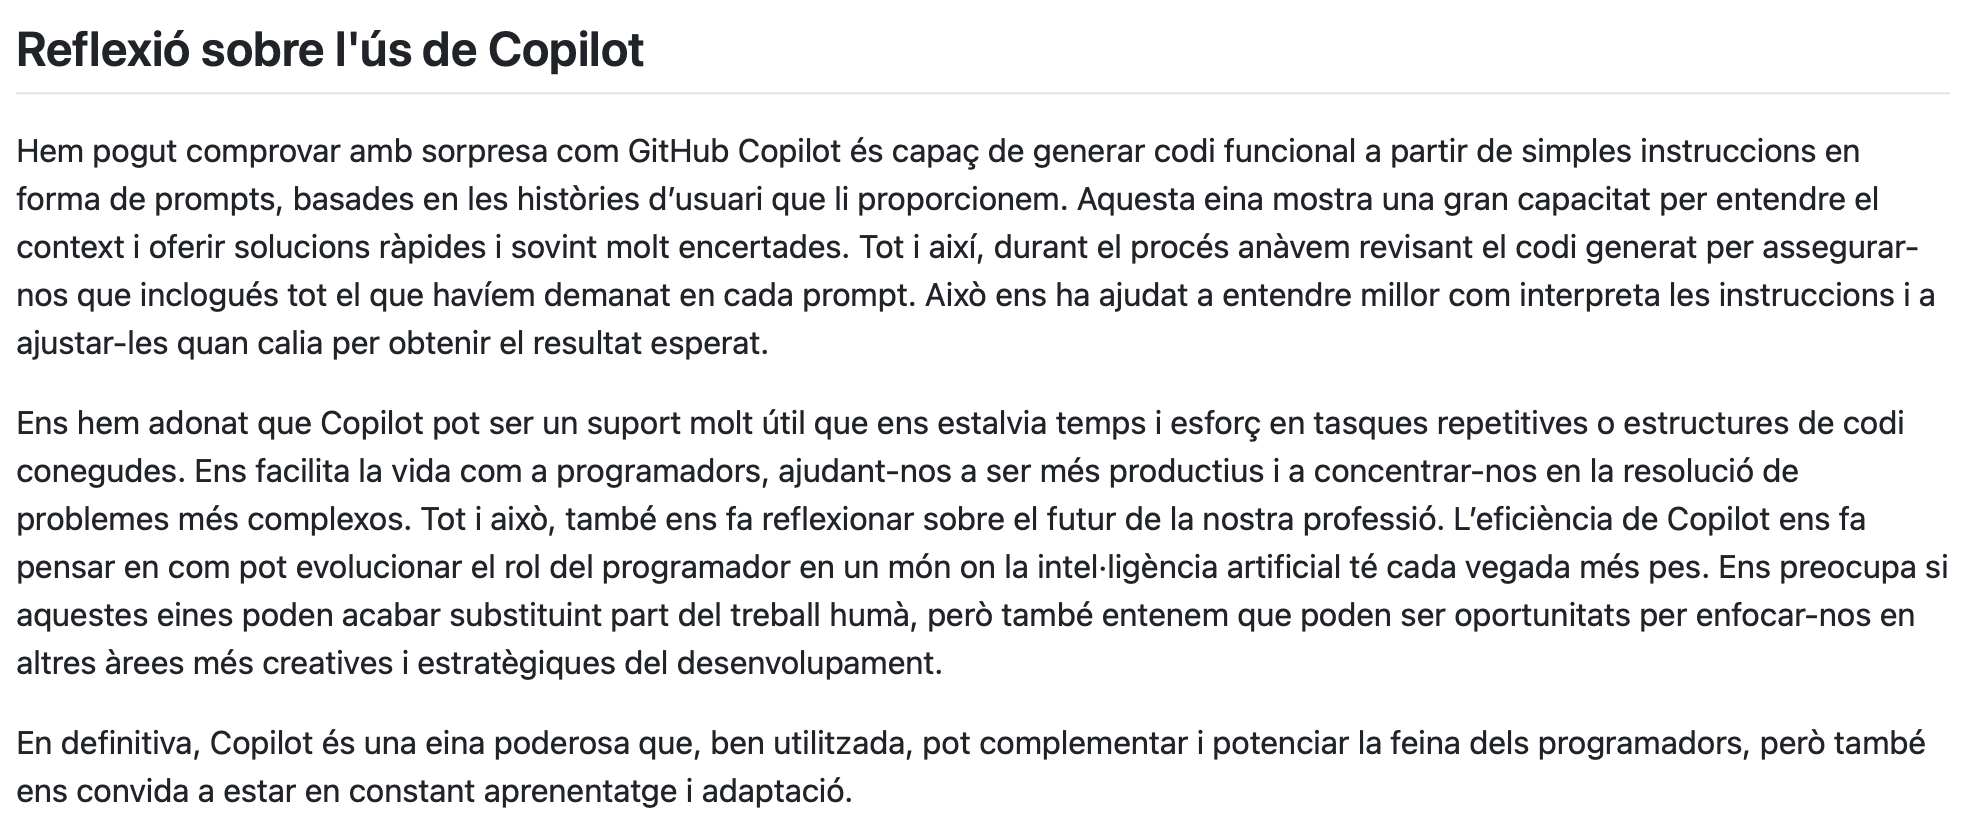 Reflexió sobre l'ús de Copilot
Hem pogut comprovar amb sorpresa com GitHub Copilot és capaç de generar codi funcional a partir de simples instruccions en
forma de prompts, basades en les històries d’usuari que li proporcionem. Aquesta eina mostra una gran capacitat per entendre el
context i oferir solucions ràpides i sovint molt encertades. Tot i així, durant el procés anàvem revisant el codi generat per assegurar-
nos que inclogués tot el que havíem demanat en cada prompt. Això ens ha ajudat a entendre millor com interpreta les instruccions i a
ajustar-les quan calia per obtenir el resultat esperat.
Ens hem adonat que Copilot pot ser un suport molt útil que ens estalvia temps i esforç en tasques repetitives o estructures de codi
conegudes. Ens facilita la vida com a programadors, ajudant-nos a ser més productius i a concentrar-nos en la resolució de
problemes més complexos. Tot i això, també ens fa reflexionar sobre el futur de la nostra professió. L’eficiència de Copilot ens fa
pensar en com pot evolucionar el rol del programador en un món on la intel·ligència artificial té cada vegada més pes. Ens preocupa si
aquestes eines poden acabar substituint part del treball humà, però també entenem que poden ser oportunitats per enfocar-nos en
altres àrees més creatives i estratègiques del desenvolupament.
En definitiva, Copilot és una eina poderosa que, ben utilitzada, pot complementar i potenciar la feina dels programadors, però també
ens convida a estar en constant aprenentatge i adaptació.